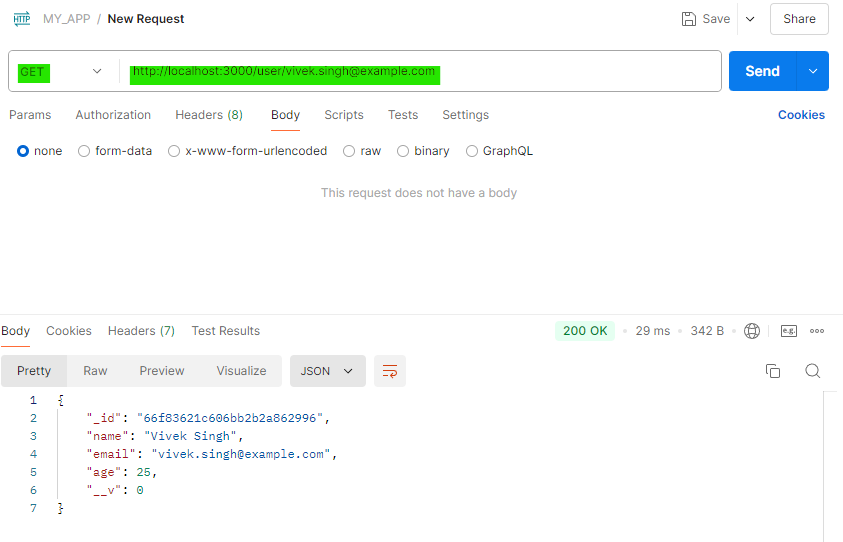 HTTP MY_APP / New Request Save Share
GET http://localhost:3000/user/vivek.singh@example.com Send
Params Authorization Headers (8) Body Scripts Tests Settings Cookies
none form-data x-www-form-urlencoded raw binary GraphQL
This request does not have a body
Body Cookies Headers (7) Test Results 200 OK 29 ms 342 B e.g.
Pretty Raw Preview Visualize JSON
1 {
2 "_id": "66f83621c606bb2b2a862996",
3 "name": "Vivek Singh",
4 "email": "vivek.singh@example.com",
5 "age": 25,
6 "__v": 0
7 }